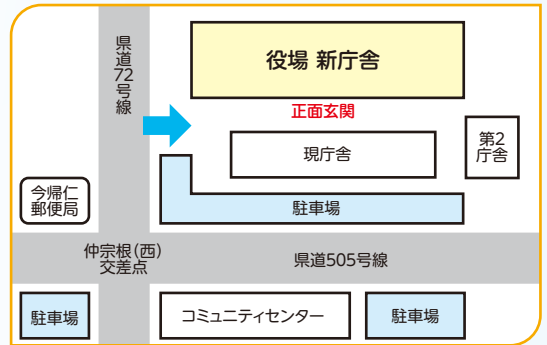 県道72号線
役場 新庁舎
正面玄関
現庁舎
第2
庁舎
今帰仁
郵便局
駐車場
仲宗根(西)
交差点
県道505号線
駐車場
コミュニティセンター
駐車場